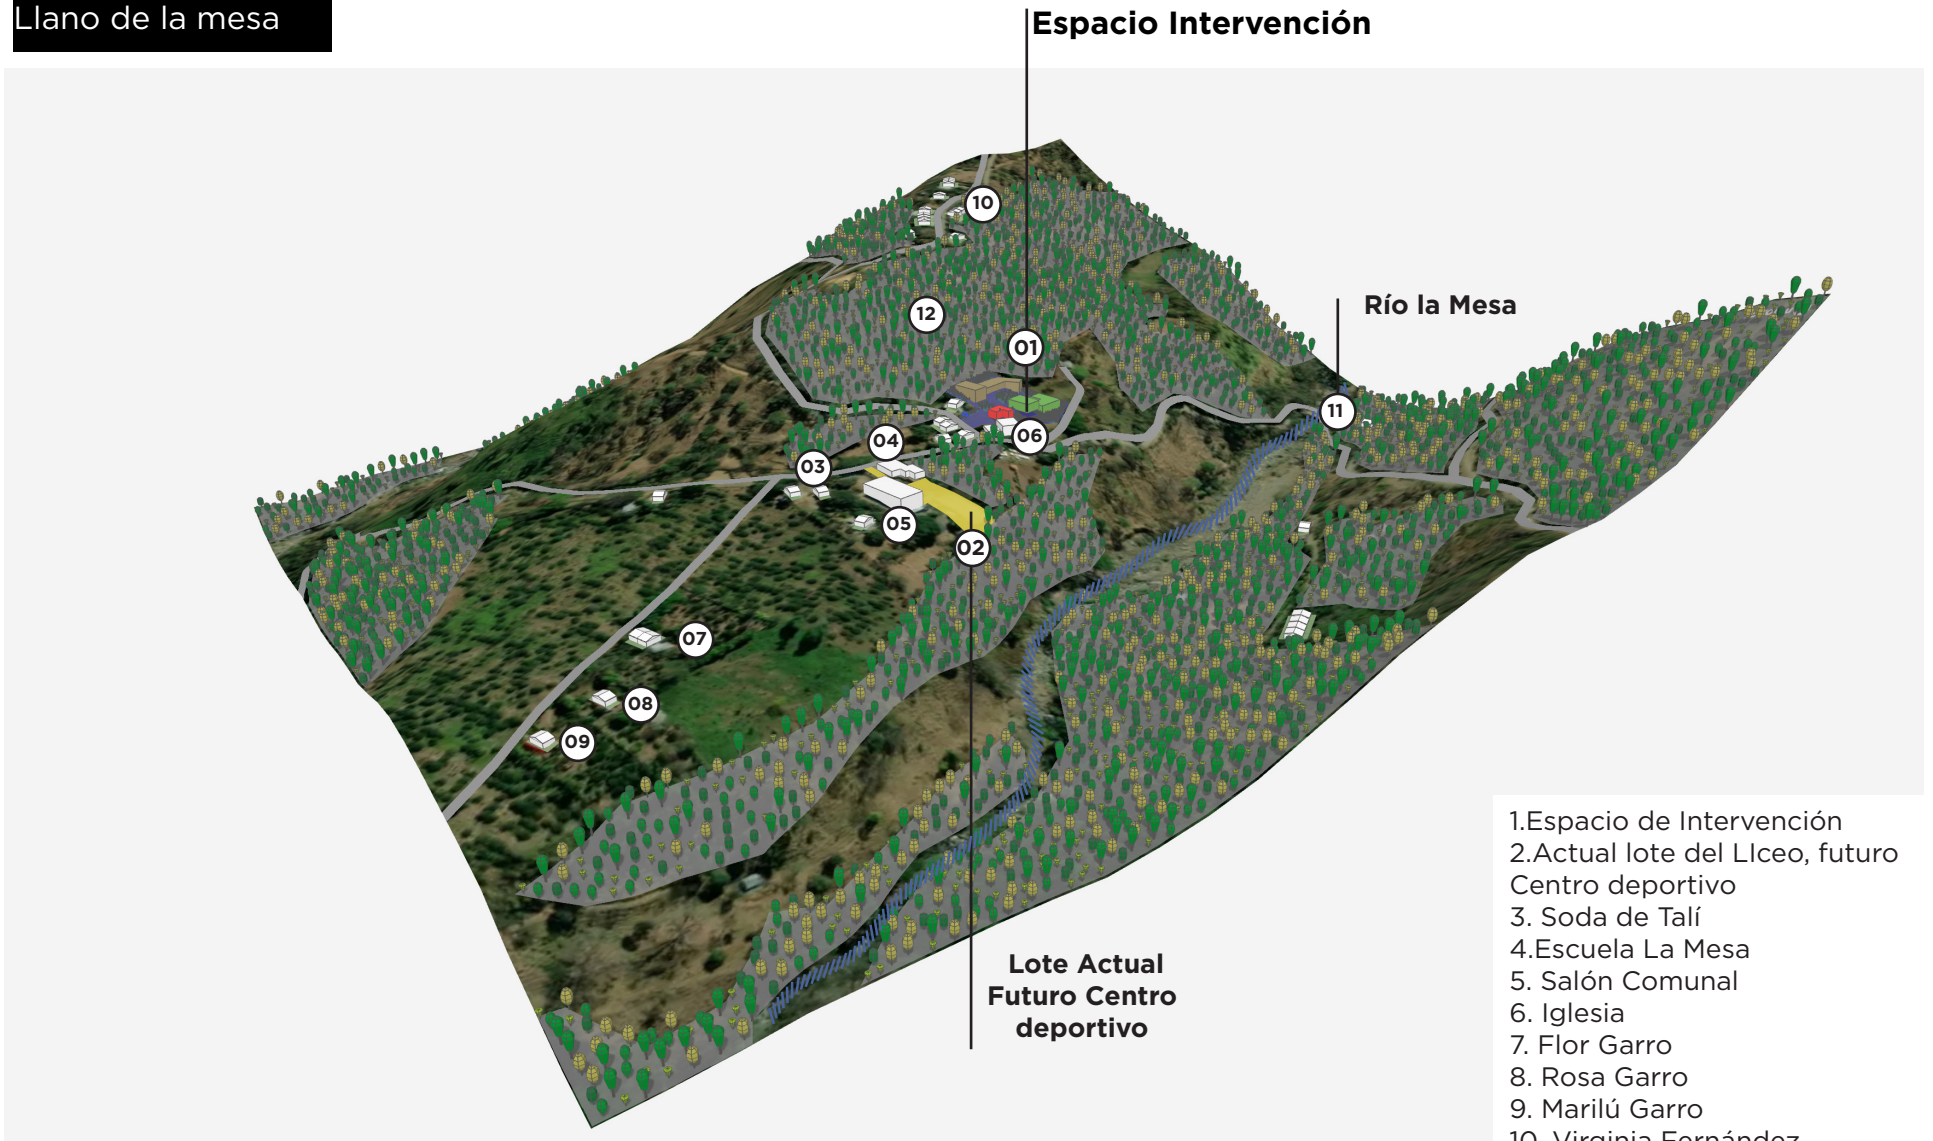 Llano de la mesa
Espacio Intervención
10
12
Río la Mesa
01
11
06
04
03
05
02
07
08
09
Lote Actual
Futuro Centro
deportivo
1.Espacio de Intervención
2.Actual lote del LIceo, futuro
Centro deportivo
3. Soda de Talí
4.Escuela La Mesa
5. Salón Comunal
6. Iglesia
7. Flor Garro
8. Rosa Garro
9. Marilú Garro
10. Virginia Fernández